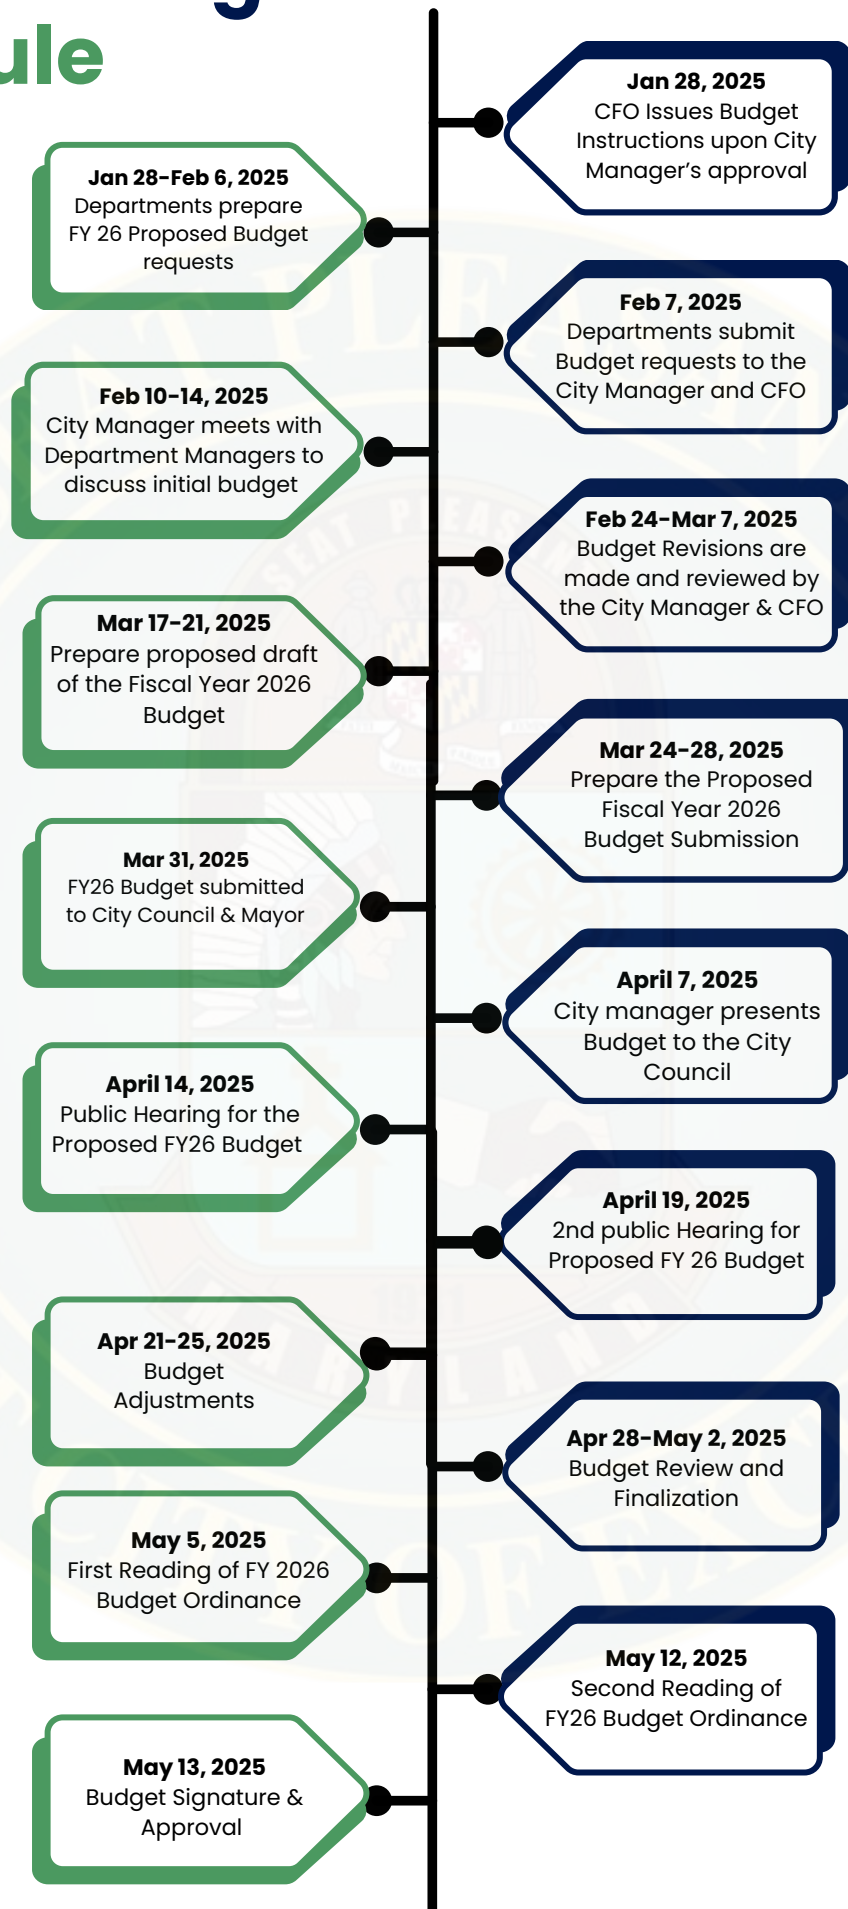 ule
Jan 28, 2025
CFO Issues Budget
Instructions upon City
Manager's approval
Jan 28-Feb 6, 2025
Departments prepare
FY 26 Proposed Budget
requests
Feb 7, 2025
Departments submit
Budget requests to the
City Manager and CFO
Feb 10-14, 2025
City Manager meets with
Department Managers to
discuss initial budget
Feb 24-Mar 7, 2025
Budget Revisions are
made and reviewed by
the City Manager & CFO
Mar 17-21, 2025
Prepare proposed draft
of the Fiscal Year 2026
Budget
Mar 24-28, 2025
Prepare the Proposed
Fiscal Year 2026
Budget Submission
Mar 31, 2025
FY26 Budget submitted
to City Council & Mayor
April 7, 2025
City manager presents
Budget to the City
Council
April 14, 2025
Public Hearing for the
Proposed FY26 Budget
April 19, 2025
2nd public Hearing for
Proposed FY 26 Budget
Apr 21-25, 2025
Budget
Adjustments
Apr 28-May 2, 2025
Budget Review and
Finalization
May 5, 2025
First Reading of FY 2026
Budget Ordinance
May 12, 2025
Second Reading of
FY26 Budget Ordinance
May 13, 2025
Budget Signature &
Approval
SEAT PLEASANT
MARYLAND
CITY OF EXC